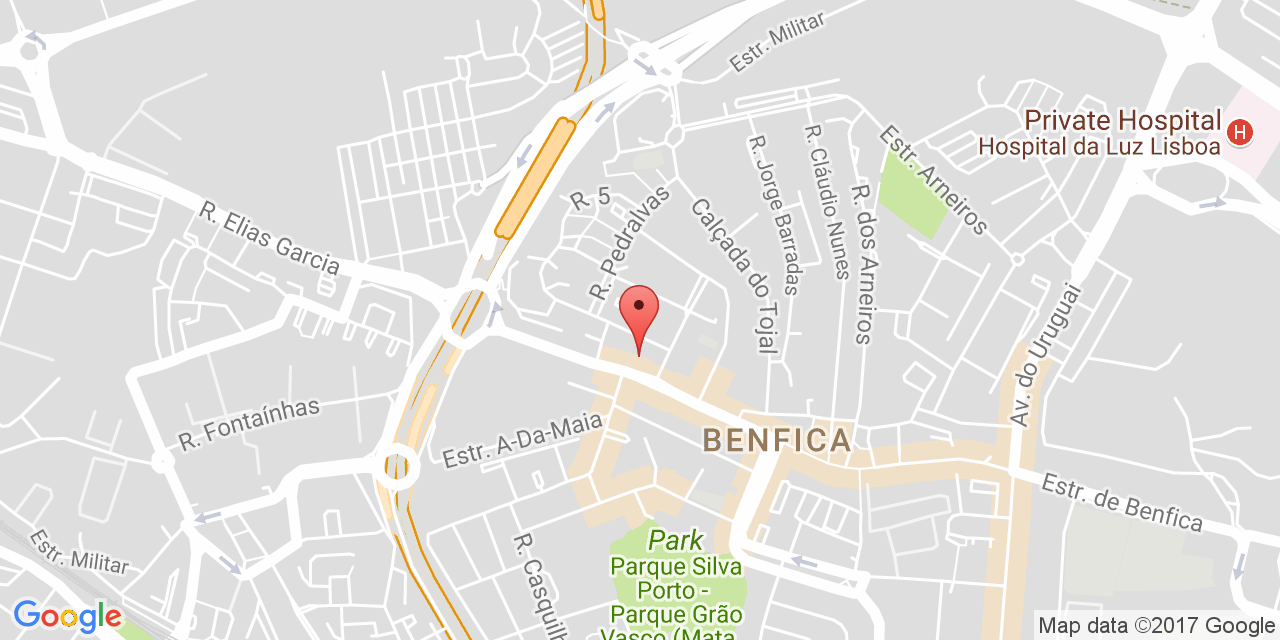 Estr. Militar
Private Hospital
Hospital da Luz Lisboa
H
Estr. Arneiros
R. Jorge Barradas
R. Cláudio Nunes
R. dos Arneiros
R. 5
R. Pedralvas
Calçada do Tojal
R. Elias Garcia
Av. do Uruguai
R. Fontaínhas
Estr. A-Da-Maia
BENFICA
Estr. de Benfica
Estr. Militar
R. Casquilh
Park
Parque Silva
Porto -
Parque Grão
Vasco (Mata
Google
Map data ©2017 Google